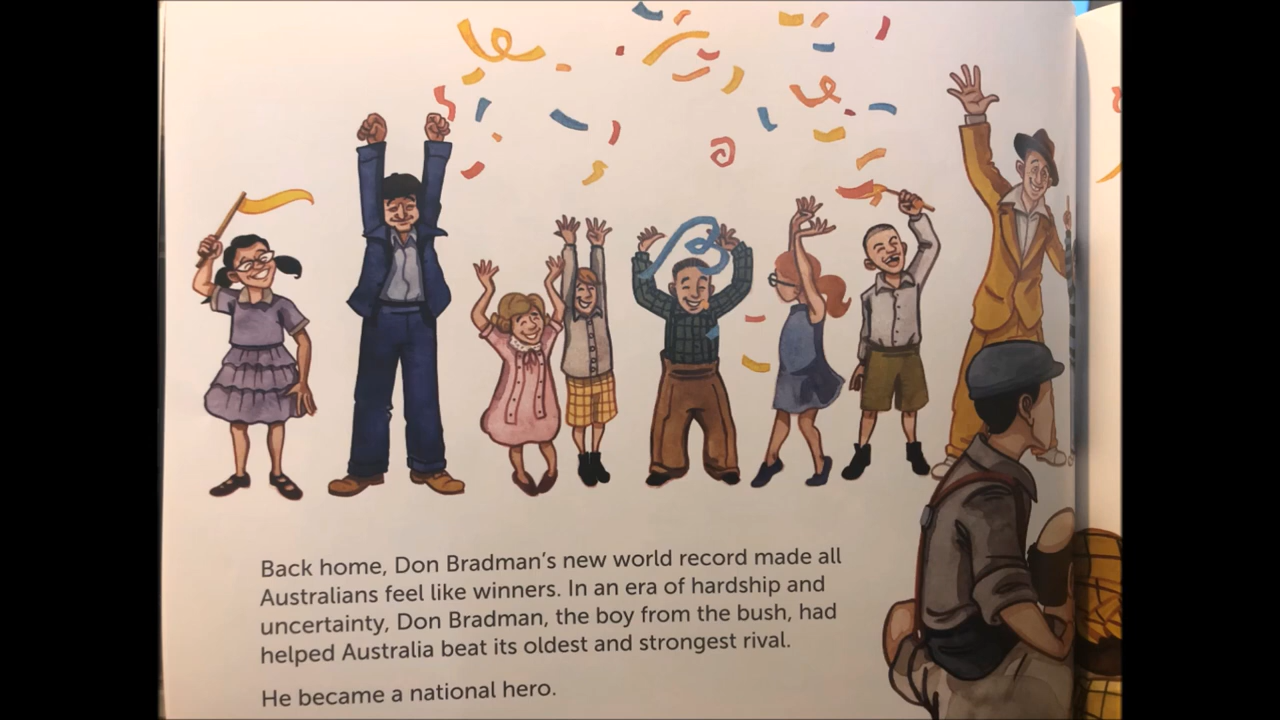 Back home, Don Bradman's new world record made all
Australians feel like winners. In an era of hardship and
uncertainty, Don Bradman, the boy from the bush, had
helped Australia beat its oldest and strongest rival.
He became a national hero.